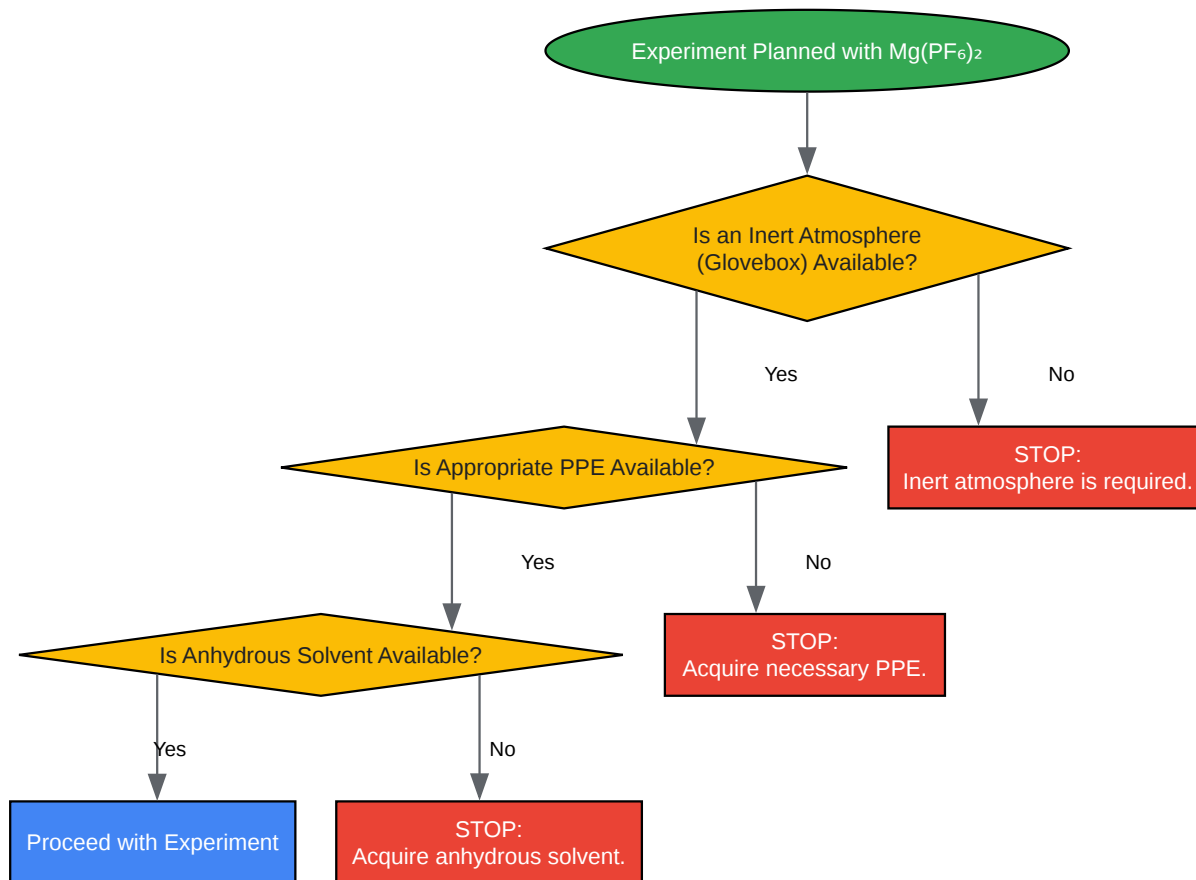 Experiment Planned with Mg(PF₆)₂
Is an Inert Atmosphere
(Glovebox) Available?
Yes
No
STOP:
Inert atmosphere is required.
Is Appropriate PPE Available?
Yes
No
STOP:
Acquire necessary PPE.
Is Anhydrous Solvent Available?
Yes
No
Proceed with Experiment
STOP:
Acquire anhydrous solvent.